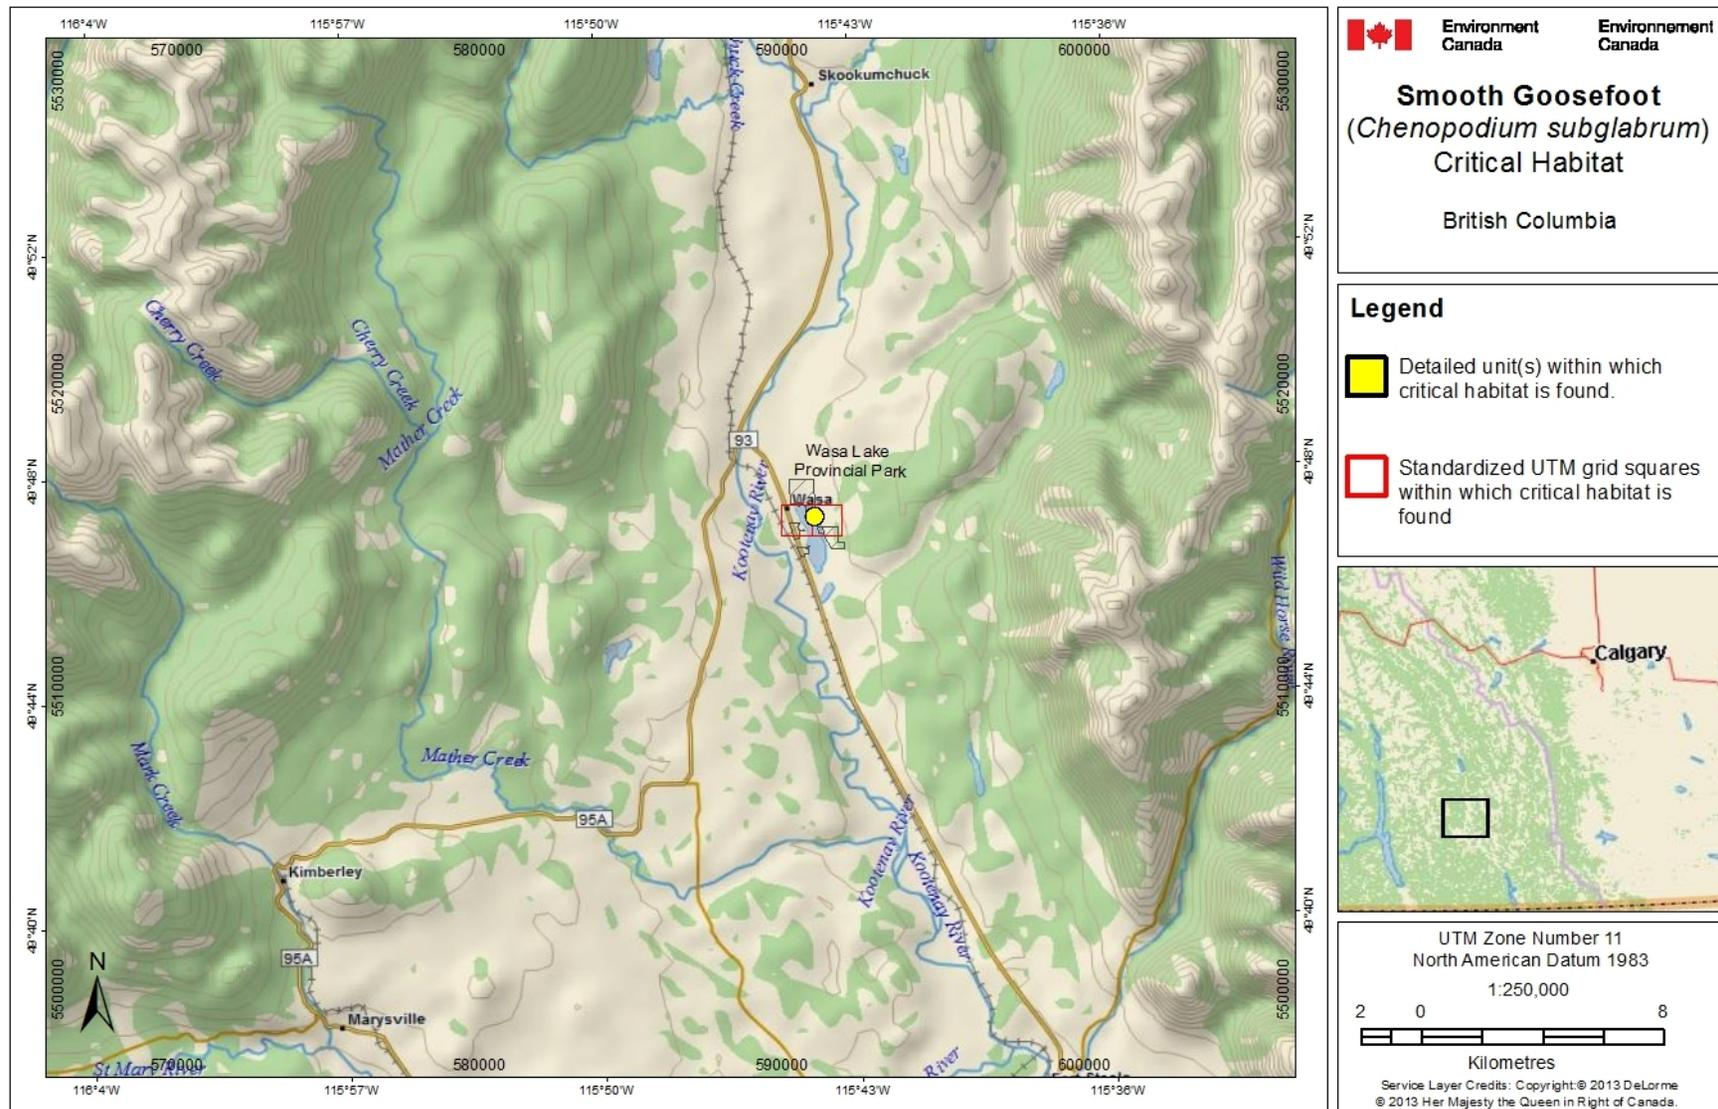 116°4'W 115°57'W 115°50'W 115°43'W 115°36'W
570000 580000 590000 600000
5530000 5530000
Skookumchuck
huck Creek
49°52'N 49°52'N
Cherry Creek
Cherry Creek
Mather Creek
5520000 5520000
93
Wasa Lake
Provincial Park
49°48'N 49°48'N
Wasa
Kootenay River
Wild Horse
5510000 5510000
49°44'N 49°44'N
Mark Creek
Mather Creek
95A
Kootenay River
Kootenay River
Kimberley
49°40'N 49°40'N
95A
N
5500000 5500000
Marysville
St Mary River
River
570000 580000 590000 600000
116°4'W 115°57'W 115°50'W 115°43'W 115°36'W
Environment Environnement
Canada Canada
Smooth Goosefoot
(Chenopodium subglabrum)
Critical Habitat
British Columbia
Legend
Detailed unit(s) within which
critical habitat is found.
Standardized UTM grid squares
within which critical habitat is
found
Calgary
UTM Zone Number 11
North American Datum 1983
1:250,000
2 0 8
Kilometres
Service Layer Credits: Copyright:© 2013 DeLorme
© 2013 Her Majesty the Queen in Right of Canada.